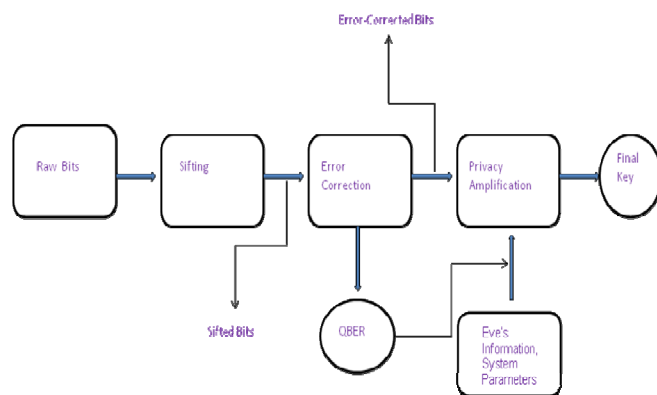 Error-Corrected Bits
Raw Bits
Sifting
Error
Correction
Privacy
Amplification
Final
Key
Sifted Bits
QBER
Eve's
Information,
System
Parameters